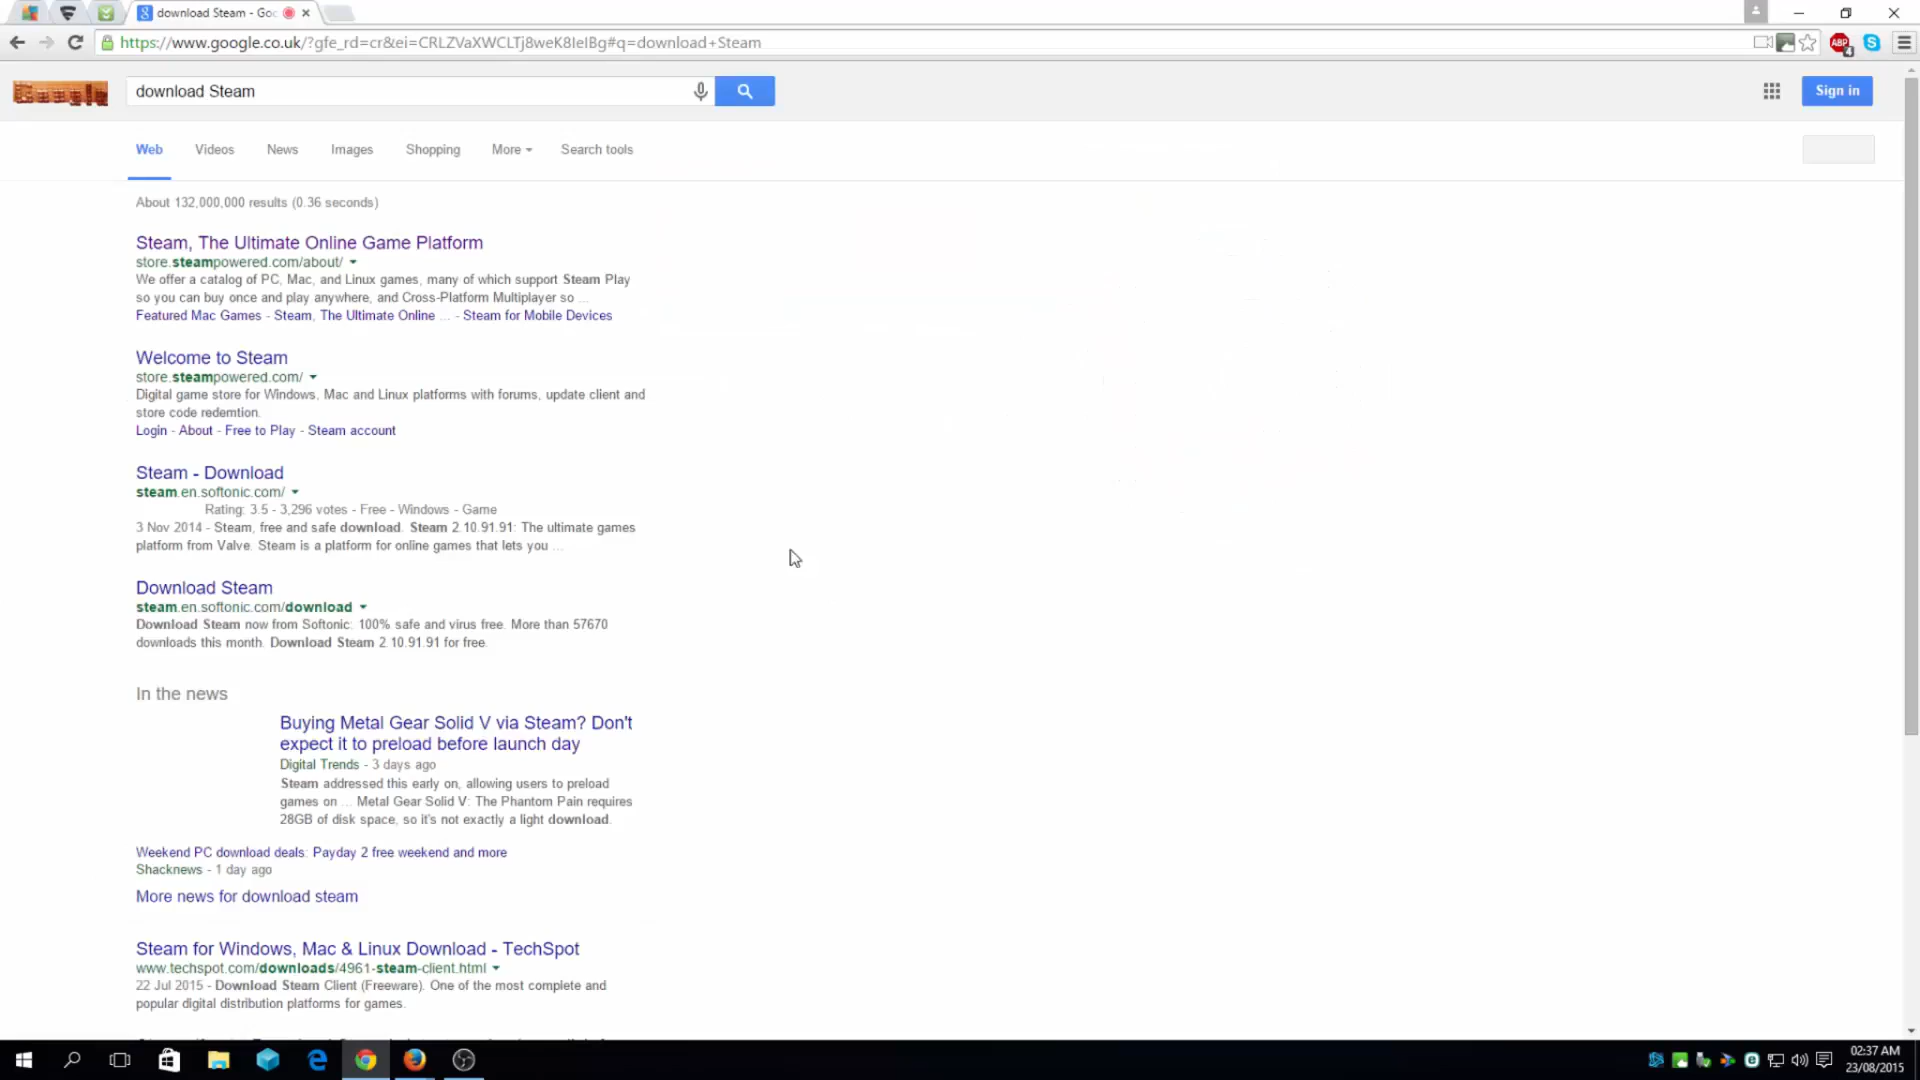 download Steam - Goo
https://www.google.co.uk/?gfe_rd=cr&ei=CRLZVaXWCLTj8weK8IeIBg#q=download+Steam
ABP 4
Google
download Steam
Sign in
Web Videos News Images Shopping More Search tools
About 132,000,000 results (0.36 seconds)
Steam, The Ultimate Online Game Platform
store.steampowered.com/about/
We offer a catalog of PC, Mac, and Linux games, many of which support Steam Play
so you can buy once and play anywhere, and Cross-Platform Multiplayer so ...
Featured Mac Games - Steam, The Ultimate Online ... - Steam for Mobile Devices
Welcome to Steam
store.steampowered.com/
Digital game store for Windows, Mac and Linux platforms with forums, update client and
store code redemtion.
Login - About - Free to Play - Steam account
Steam - Download
steam.en.softonic.com/
Rating: 3.5 - 3,296 votes - Free - Windows - Game
3 Nov 2014 - Steam, free and safe download. Steam 2.10.91.91: The ultimate games
platform from Valve. Steam is a platform for online games that lets you ...
Download Steam
steam.en.softonic.com/download
Download Steam now from Softonic: 100% safe and virus free. More than 57670
downloads this month. Download Steam 2.10.91.91 for free.
In the news
Buying Metal Gear Solid V via Steam? Don't
expect it to preload before launch day
Digital Trends - 3 days ago
Steam addressed this early on, allowing users to preload
games on ... Metal Gear Solid V: The Phantom Pain requires
28GB of disk space, so it's not exactly a light download.
Weekend PC download deals: Payday 2 free weekend and more
Shacknews - 1 day ago
More news for download steam
Steam for Windows, Mac & Linux Download - TechSpot
www.techspot.com/downloads/4961-steam-client.html
22 Jul 2015 - Download Steam Client (Freeware). One of the most complete and
popular digital distribution platforms for games.
02:37 AM
23/08/2015